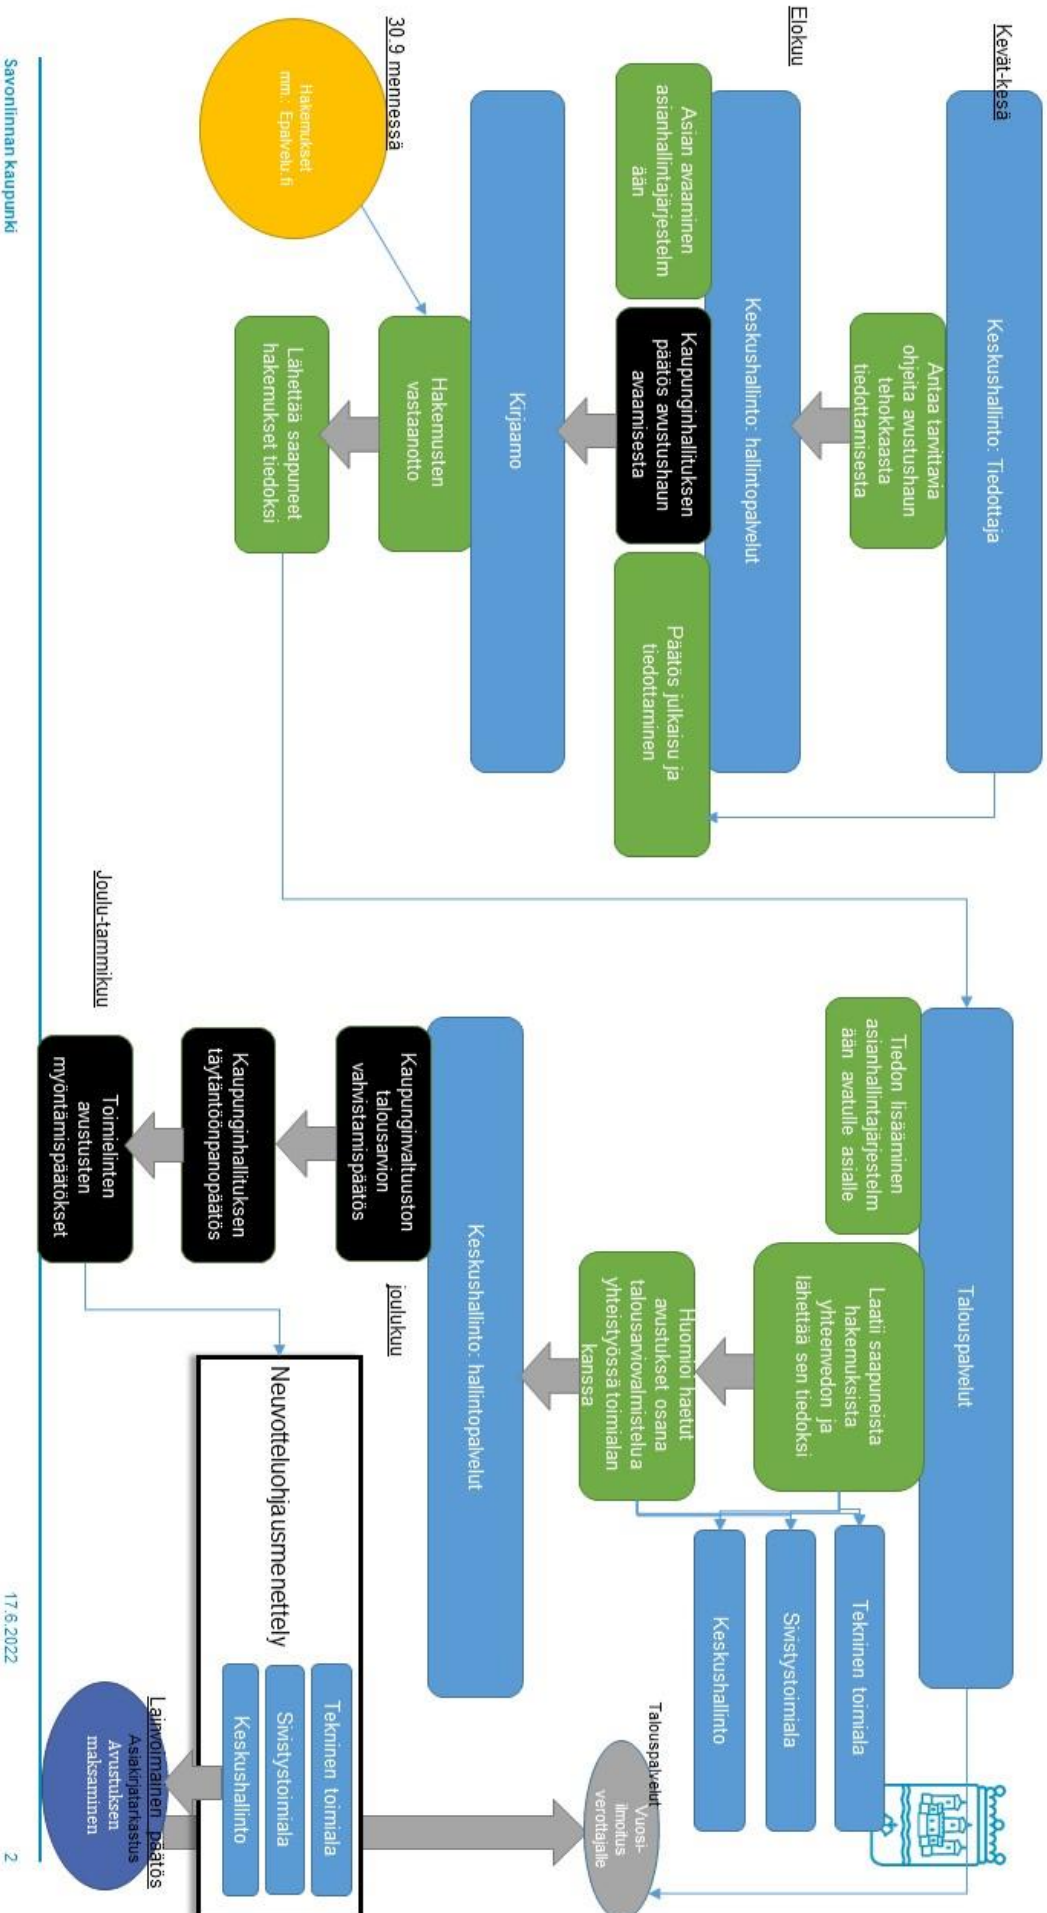 Kevät-kesä
Keskushallinto: Tiedottaja
Antaa tarvittavia
ohjeita avustushaun
tehokkaasta
tiedottamisesta
Elokuu
Keskushallinto: hallintopalvelut
Asian avaaminen
asianhallintajärjestelm
ään
Kaupunginhallituksen
päätös avustushaun
avaamisesta
Päätös julkaisu ja
tiedottaminen
Kirjaamo
30.9 mennessä
Hakemukset
mm.: Epalvelu.fi
Hakemusten
vastaanotto
Lähettää saapuneet
hakemukset tiedoksi
Talouspalvelut
Tiedon lisääminen
asianhallintajärjestelm
ään avatulle asialle
Laatii saapuneista
hakemuksista
yhteenvedon ja
lähettää sen tiedoksi
Tekninen toimiala
Sivistystoimiala
Keskushallinto
Huomioi haetut
avustukset osana
talousarviovalmistelua
yhteistyössä toimialan
kanssa
Keskushallinto: hallintopalvelut
joulukuu
Kaupunginvaltuuston
talousarvion
vahvistamispäätös
Kaupunginhallituksen
täytäntöönpanopäätös
Joulu-tammikuu
Toimielinten
avustusten
myöntämispäätökset
Neuvotteluohjausmenettely
Tekninen toimiala
Sivistystoimiala
Keskushallinto
Talouspalvelut
Vuosi-
ilmoitus
verottajalle
Lainvoimainen päätös
Asiakirjatarkastus
Avustuksen
maksaminen
Savonlinnan kaupunki
17.6.2022
2